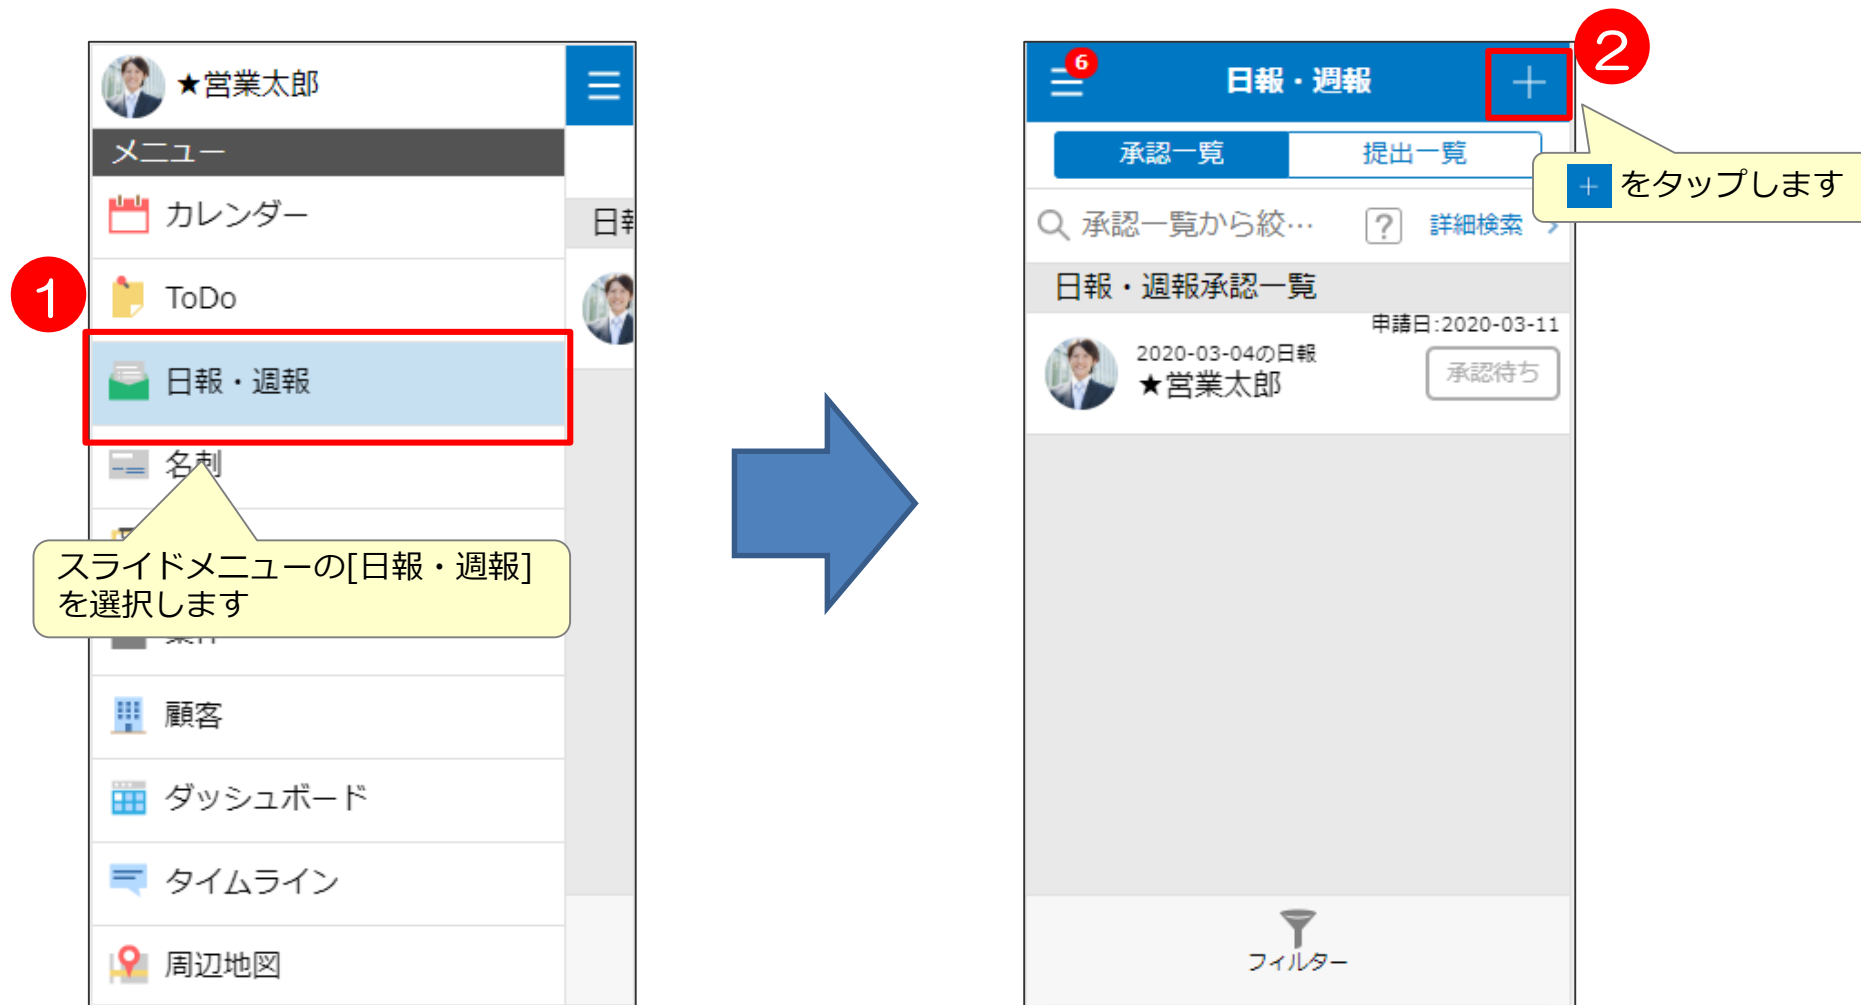 ★営業太郎
メニュー
カレンダー
1
ToDo
日報・週報
名刺
スライドメニューの[日報・週報]
を選択します
顧客
ダッシュボード
タイムライン
周辺地図
日報
6
日報・週報
+
2
承認一覧
提出一覧
+ をタップします
承認一覧から絞…
?
詳細検索
日報・週報承認一覧
申請日:2020-03-11
2020-03-04の日報
★営業太郎
承認待ち
フィルター